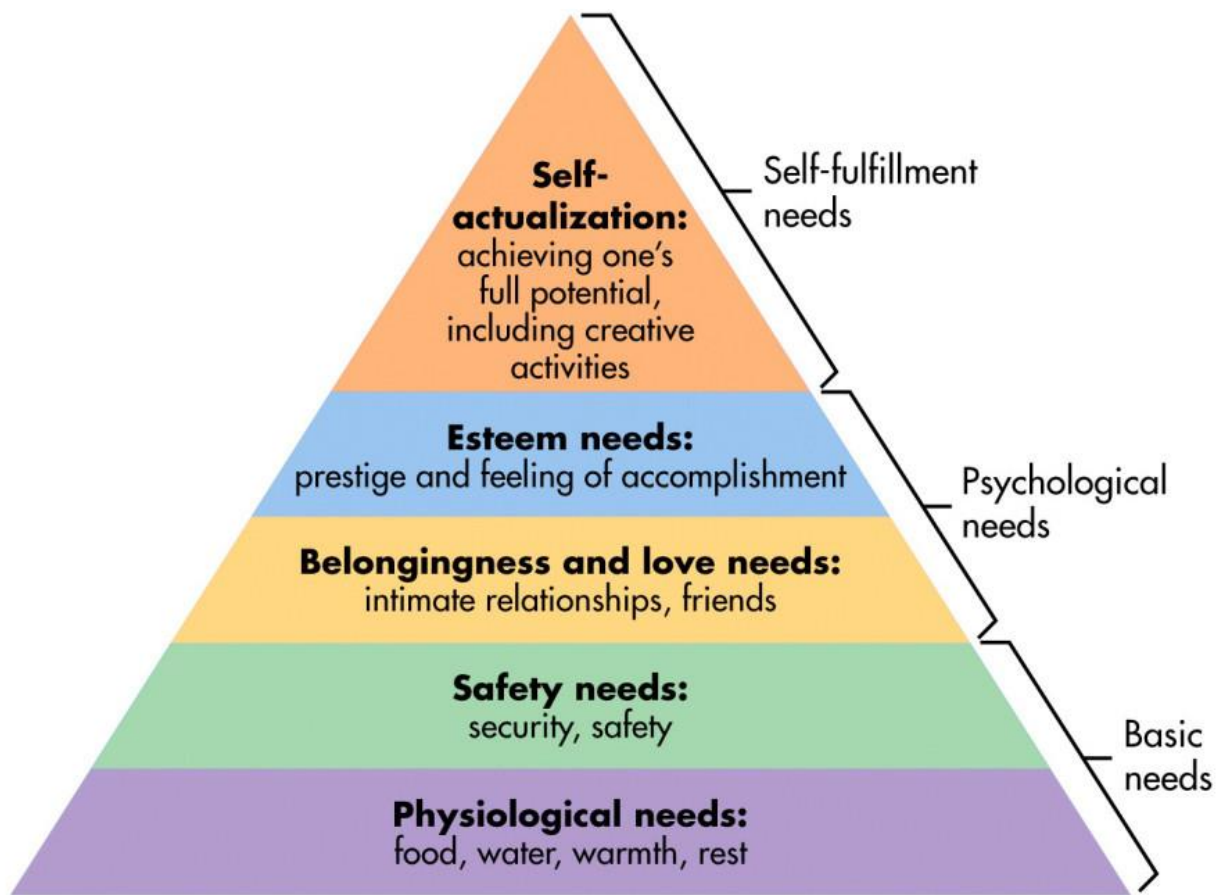 Self-
actualization:
achieving one's
full potential,
including creative
activities
Self-fulfillment
needs
Esteem needs:
prestige and feeling of accomplishment
Belongingness and love needs:
intimate relationships, friends
Psychological
needs
Safety needs:
security, safety
Physiological needs:
food, water, warmth, rest
Basic
needs